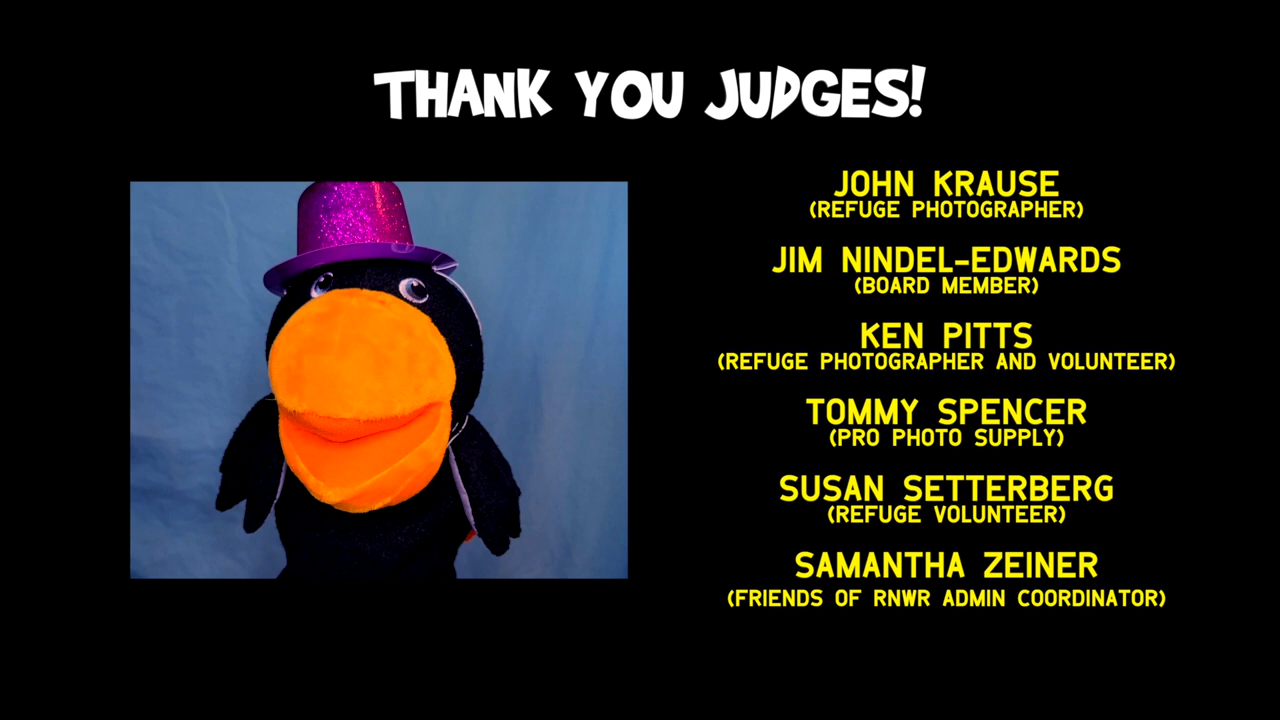 THANK YOU JUDGES!
JOHN KRAUSE
(REFUGE PHOTOGRAPHER)
JIM NINDEL-EDWARDS
(BOARD MEMBER)
KEN PITTS
(REFUGE PHOTOGRAPHER AND VOLUNTEER)
TOMMY SPENCER
(PRO PHOTO SUPPLY)
SUSAN SETTERBERG
(REFUGE VOLUNTEER)
SAMANTHA ZEINER
(FRIENDS OF RNWR ADMIN COORDINATOR)